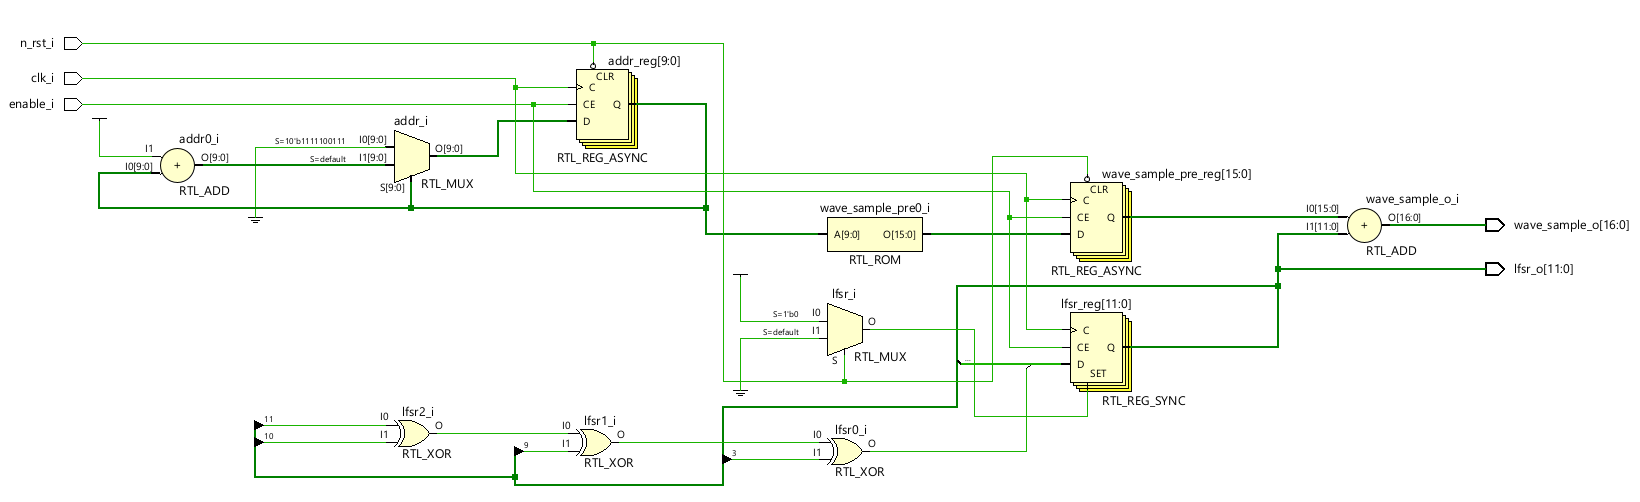 n_rst_i
clk_i
enable_i
addr_reg[9:0]
CLR
C
CE
Q
D
RTL_REG_ASYNC
addr0_i
I1
I0[9:0]
+
O[9:0]
RTL_ADD
addr_i
S=10'b1111100111
I0[9:0]
S=default
I1[9:0]
O[9:0]
S[9:0]
RTL_MUX
wave_sample_pre0_i
A[9:0]
O[15:0]
RTL_ROM
wave_sample_pre_reg[15:0]
CLR
C
CE
Q
D
RTL_REG_ASYNC
wave_sample_o_i
I0[15:0]
I1[11:0]
+
O[16:0]
RTL_ADD
wave_sample_o[16:0]
lfsr_o[11:0]
lfsr_i
S=1'b0
I0
S=default
I1
O
S
RTL_MUX
lfsr_reg[11:0]
C
CE
Q
...
D
SET
RTL_REG_SYNC
lfsr2_i
11
I0
10
I1
O
RTL_XOR
lfsr1_i
I0
9
I1
O
RTL_XOR
lfsr0_i
I0
3
I1
O
RTL_XOR